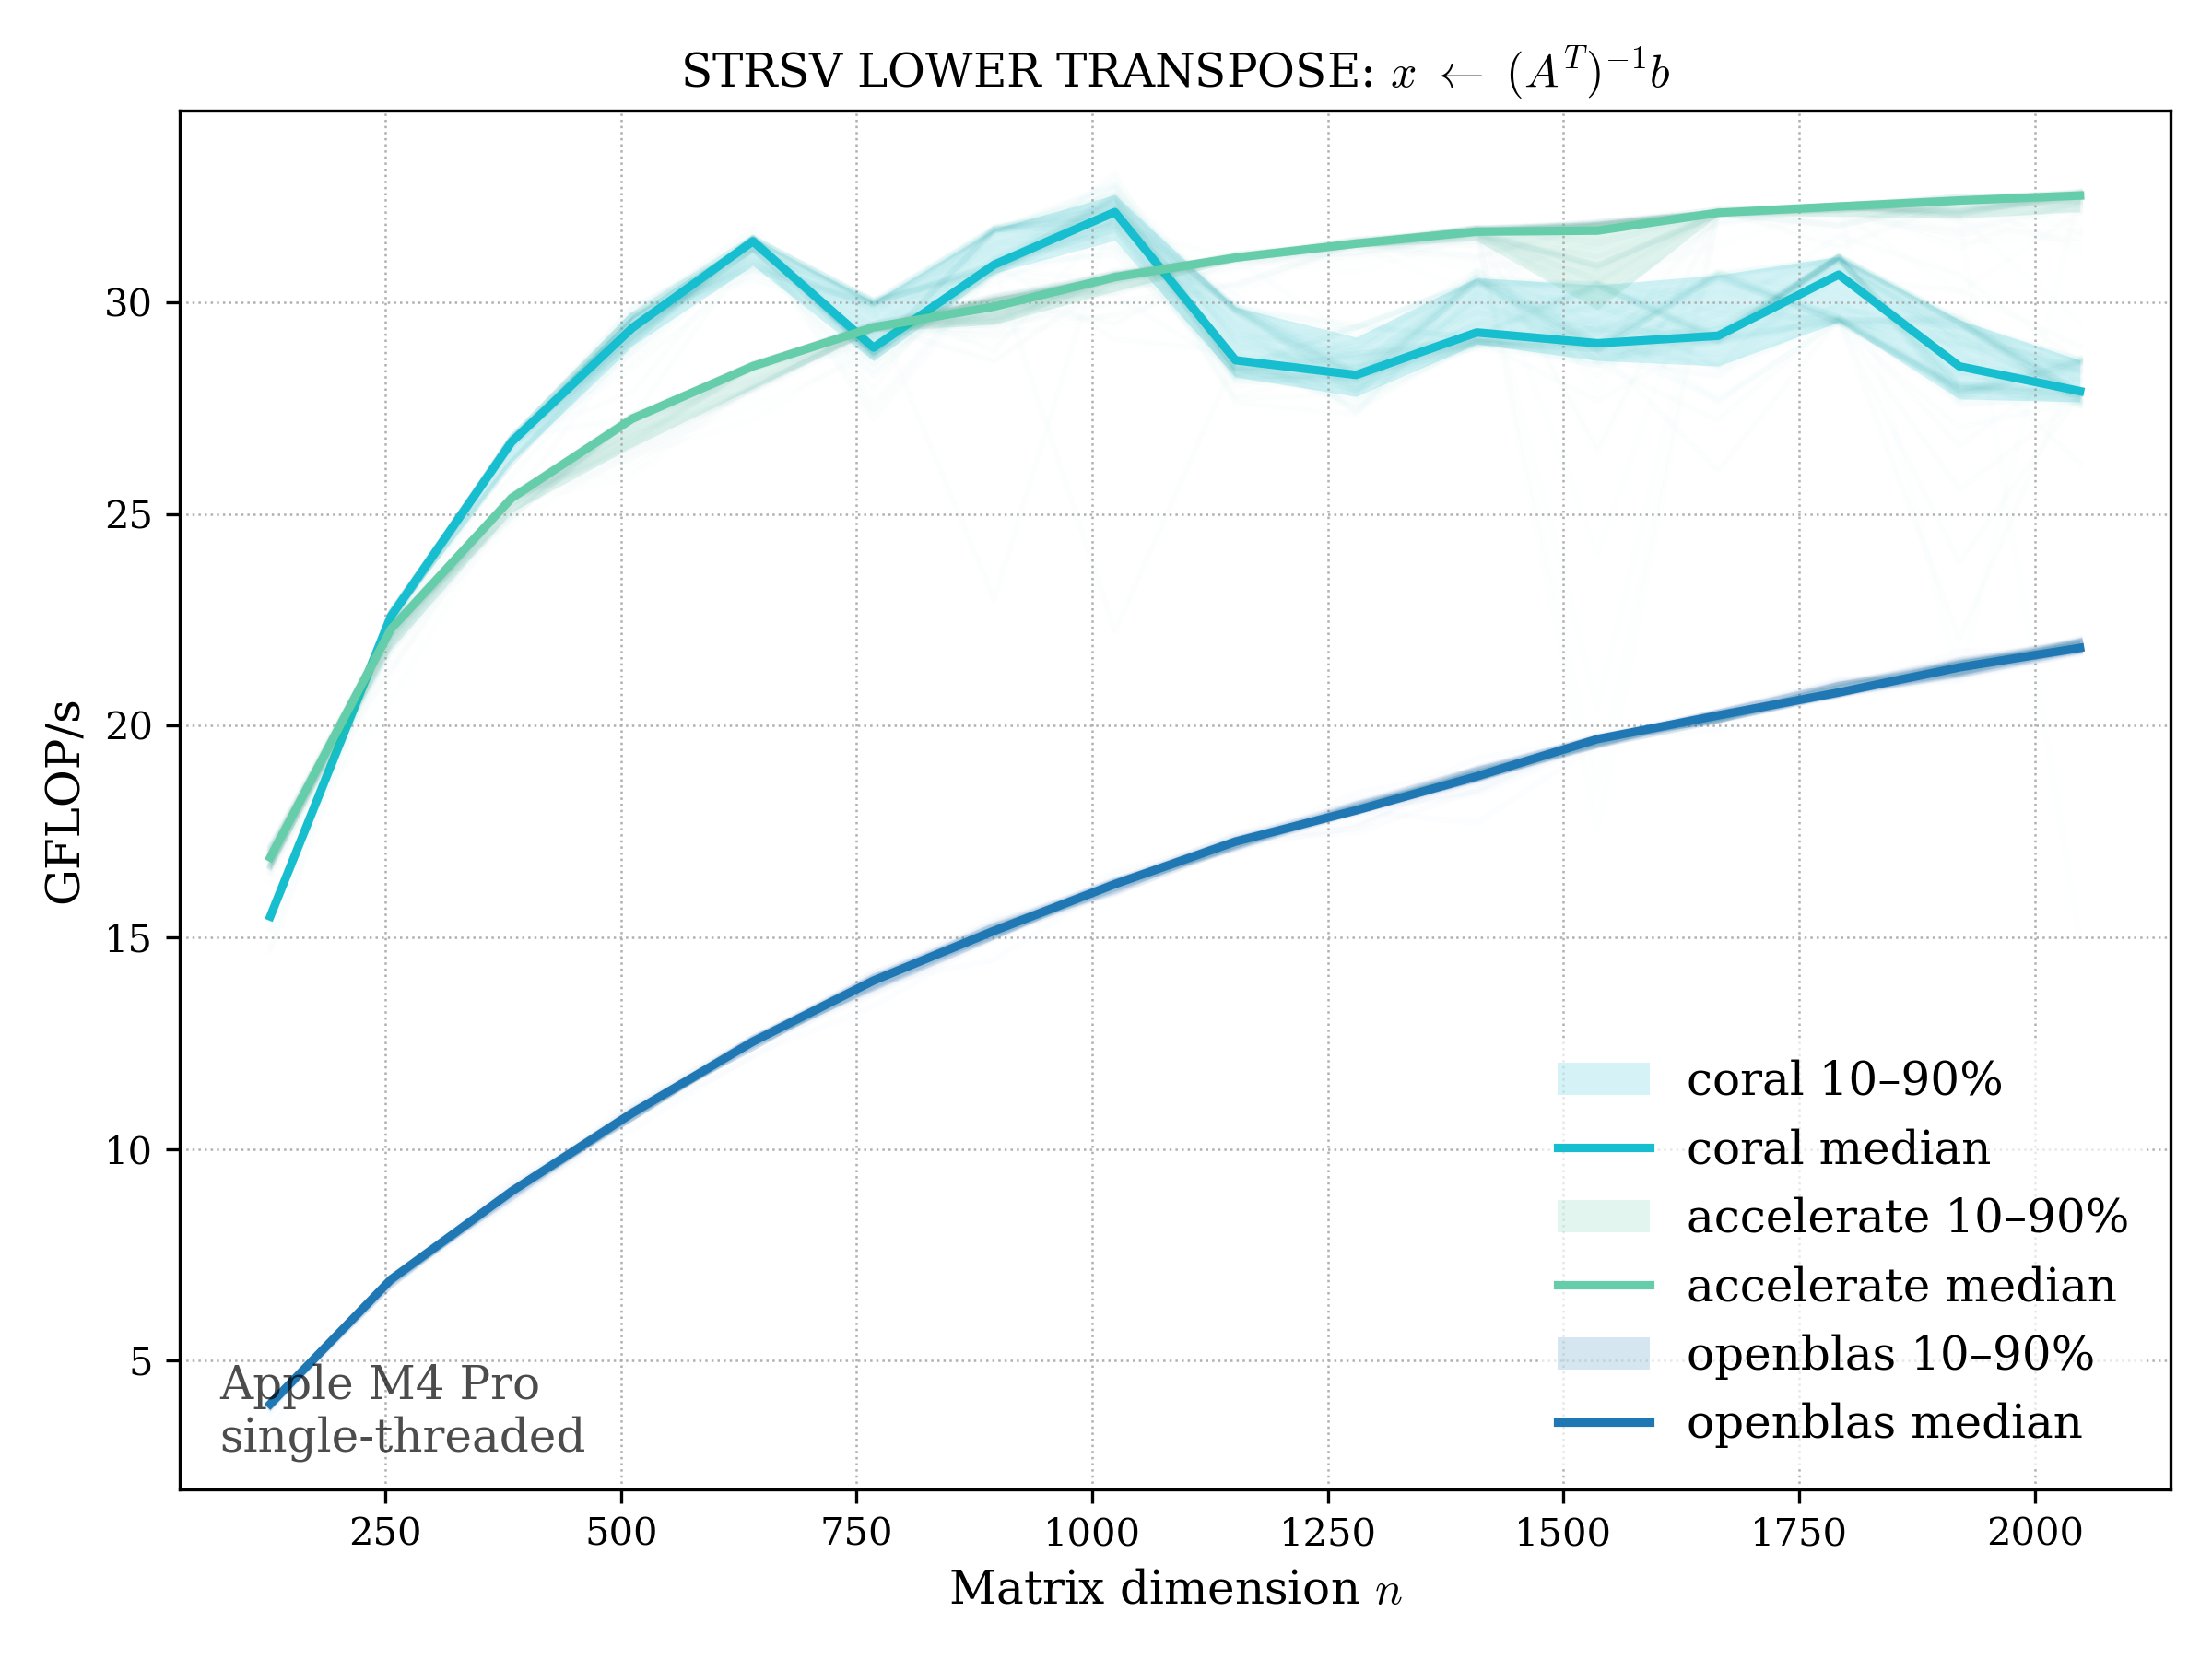 STRSV LOWER TRANSPOSE: x ← (Aᵀ)⁻¹b
GFLOP/s
30
25
20
15
10
5
coral 10–90%
coral median
accelerate 10–90%
accelerate median
openblas 10–90%
openblas median
Apple M4 Pro
single-threaded
250 500 750 1000 1250 1500 1750 2000
Matrix dimension n